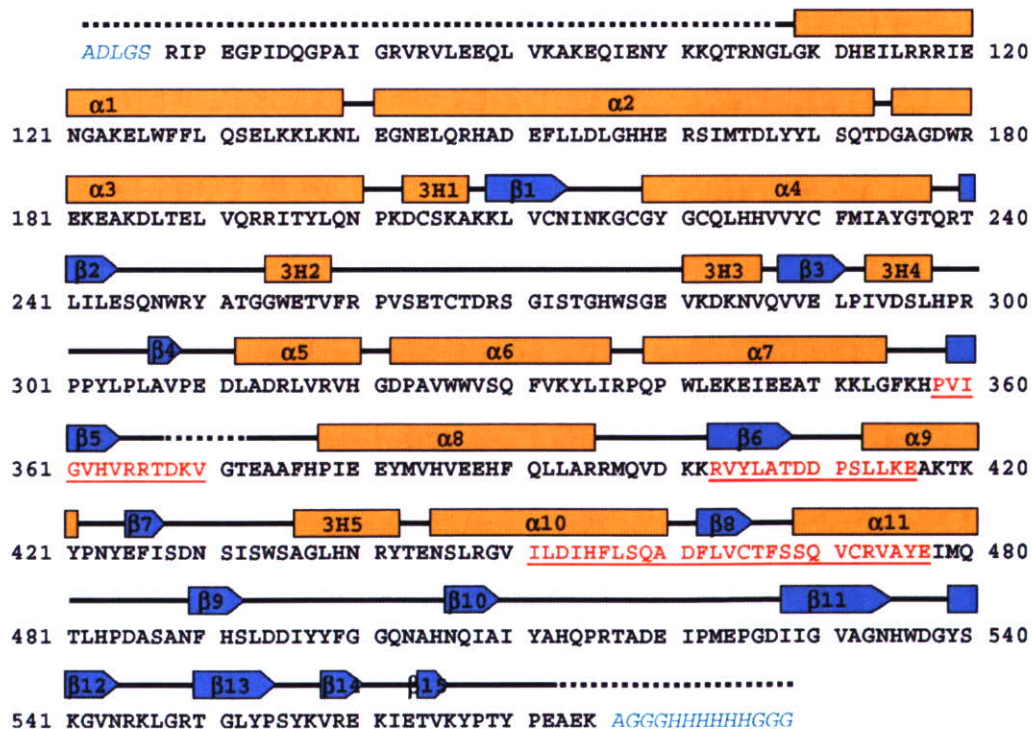 ADLGS RIP EGPIDQGPAI GRVRVLEEQL VKAKEQIENY KKQTRNGLGK DHEILRRRIE 120
α1 α2
121 NGAKELWFFL QSELKKLKNL EGNELQRHAD EFLLDLGHHE RSIMTDLYYL SQTDGAGDWR 180
α3 3H1 β1 α4
181 EKEAKDLTEL VQRRITYLQN PKDCSKAKKL VCNINKGCGY GCQLHHVVYC FMIAYGTQRT 240
β2 3H2 3H3 β3 3H4
241 LILESQNWRY ATGGWETVFR PVSETCTDRS GISTGHWSGE VKDKNVQVVE LPIVDSLHPR 300
β4 α5 α6 α7
301 PPYLPLAVPE DLADRLVRVH GDPAVWWVSQ FVKYLIRPQP WLEKEIEEAT KKLGFKHPVI 360
β5 α8 β6 α9
361 GVHVRRTDKV GTEAAFHPIE EYMVHVEEHF QLLARRMQVD KKRVYLATDD PSLLKEAKTK 420
β7 3H5 α10 β8 α11
421 YPNYEFISDN SISWSAGLHN RYTENSLRGV ILDIHFLSQA DFLVCTFSSQ VCRVAYEIMQ 480
β9 β10 β11
481 TLHPDASANF HSLDDIYYFG GQNAHNQIAI YAHQPRTADE IPMEPGDIIG VAGNHWDGYS 540
β12 β13 β14 β15
541 KGVNRKLGRT GLYPSYKVRE KIETVKYPTY PEAEK AGGGHHHHHHGGG